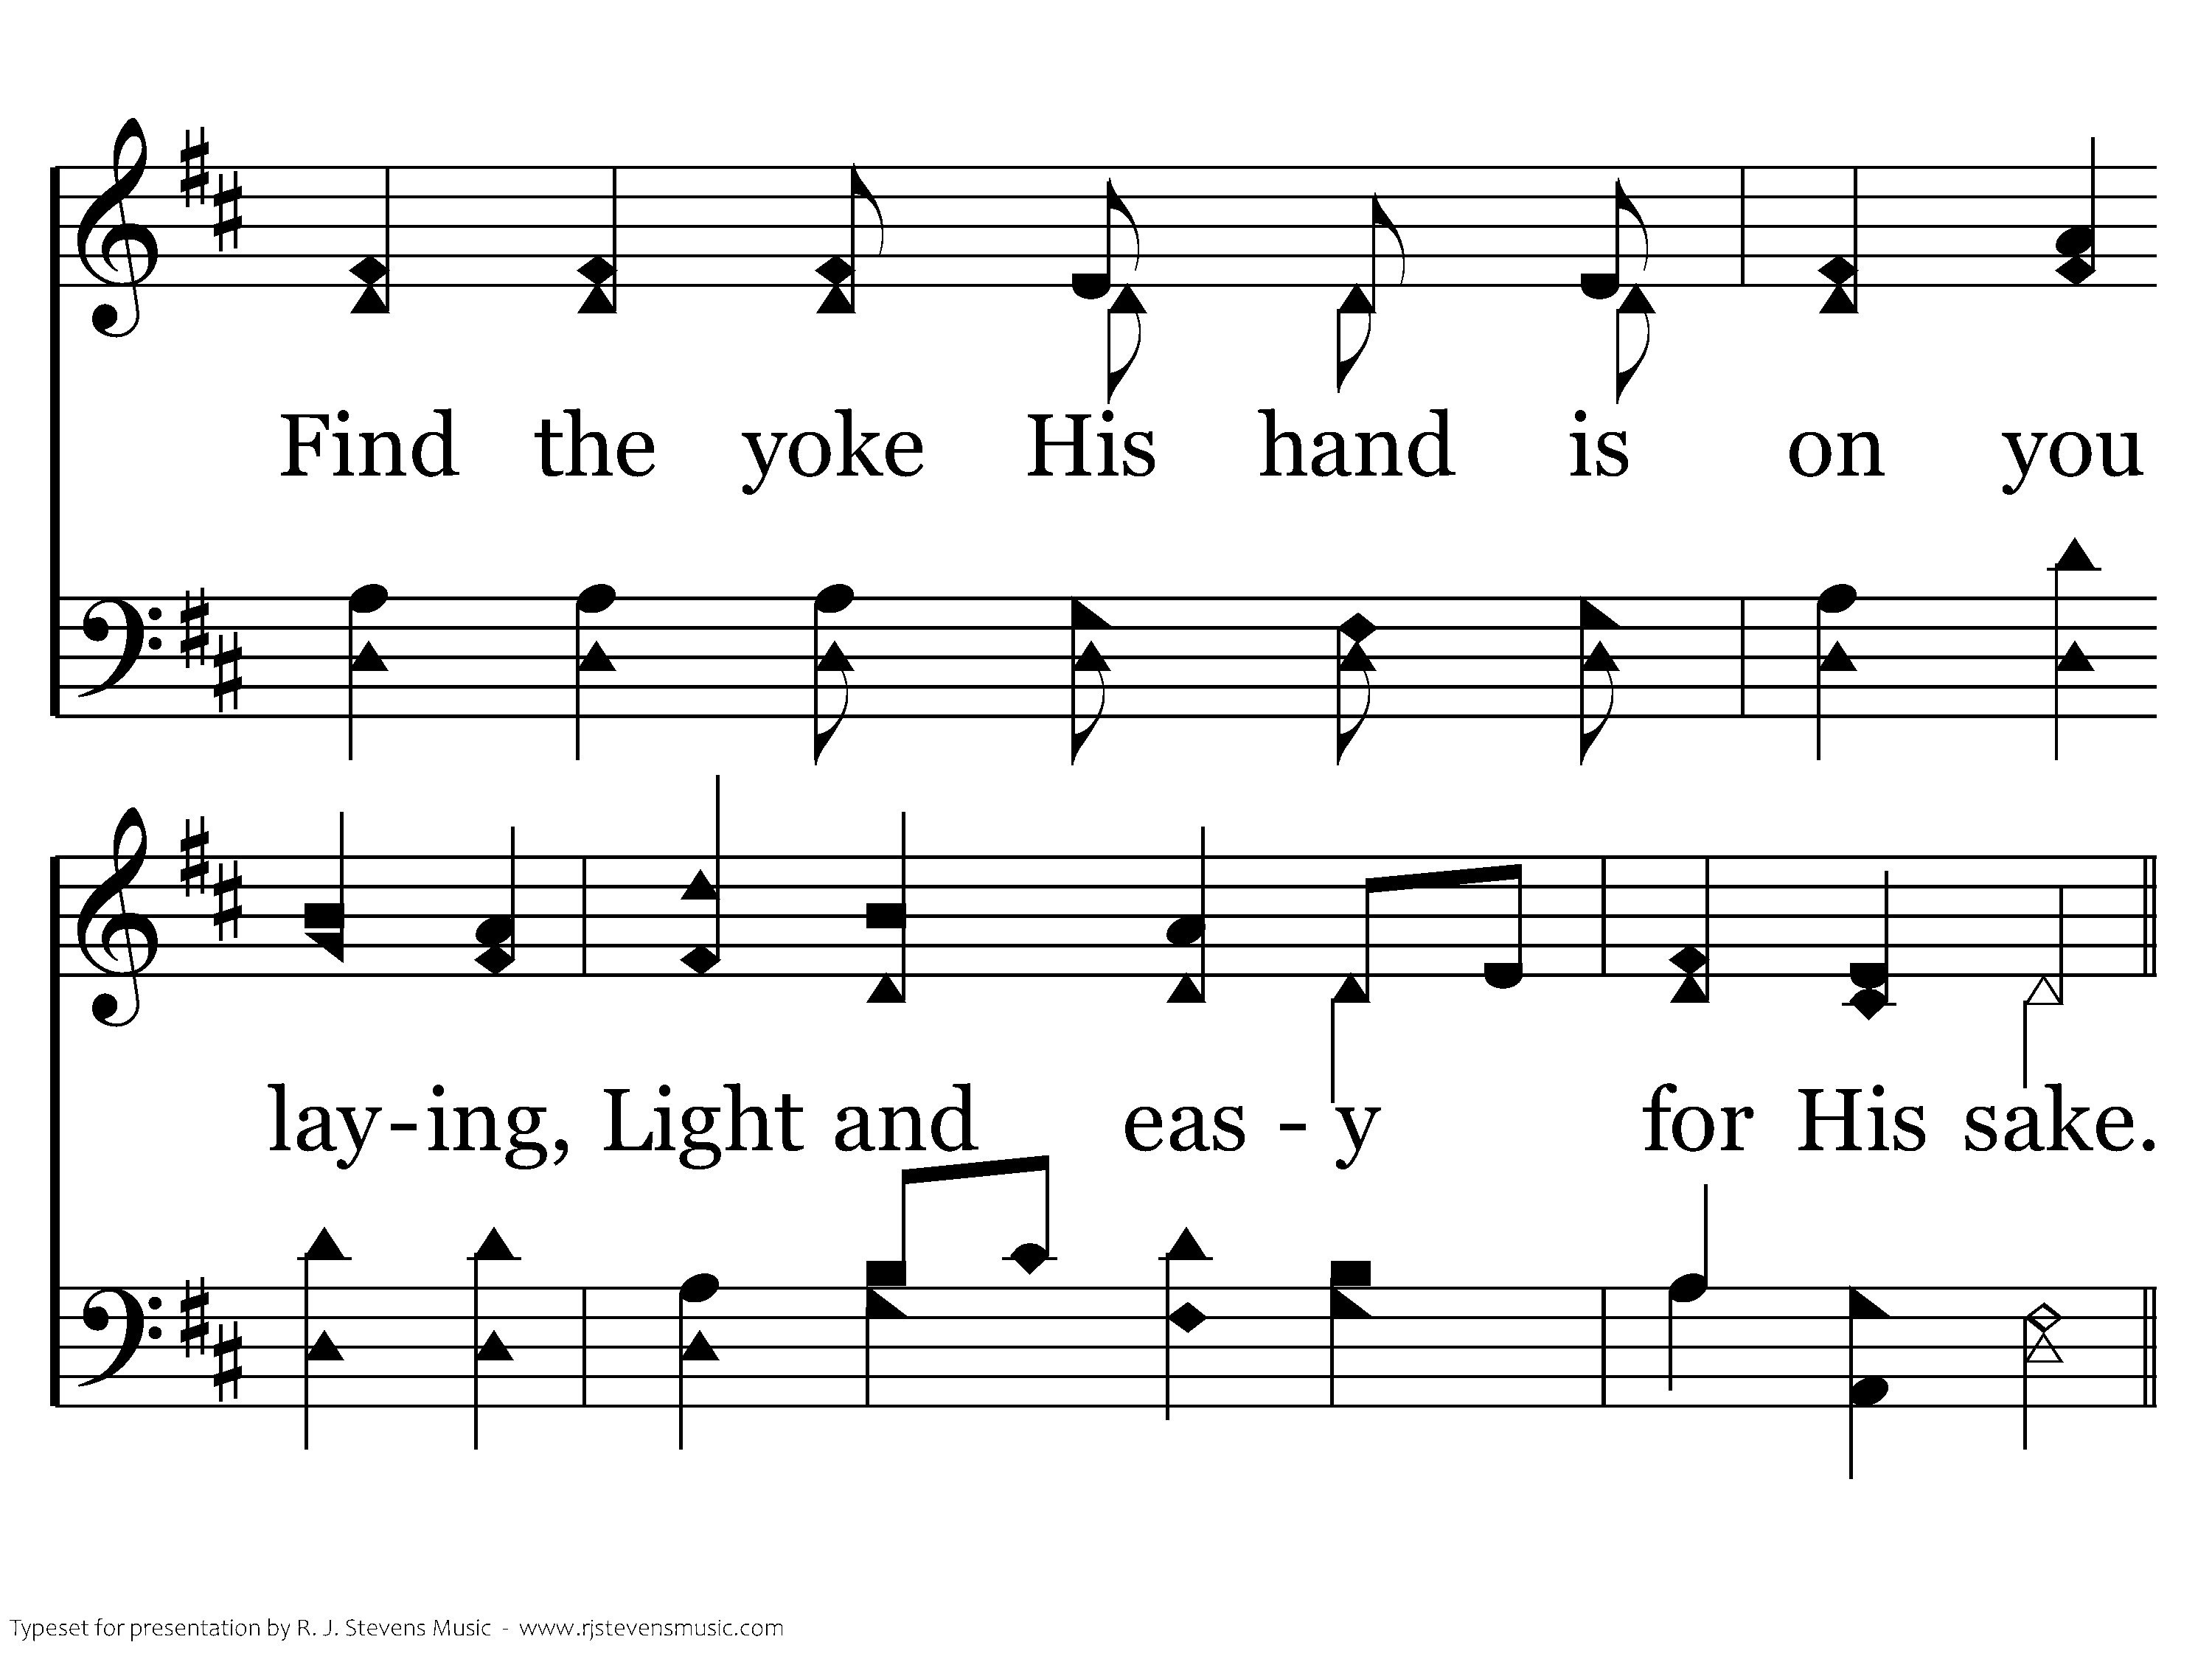 Find the yoke His hand is on you
lay-ing, Light and eas - y for His sake.
Typeset for presentation by R. J. Stevens Music - www.rjstevensmusic.com